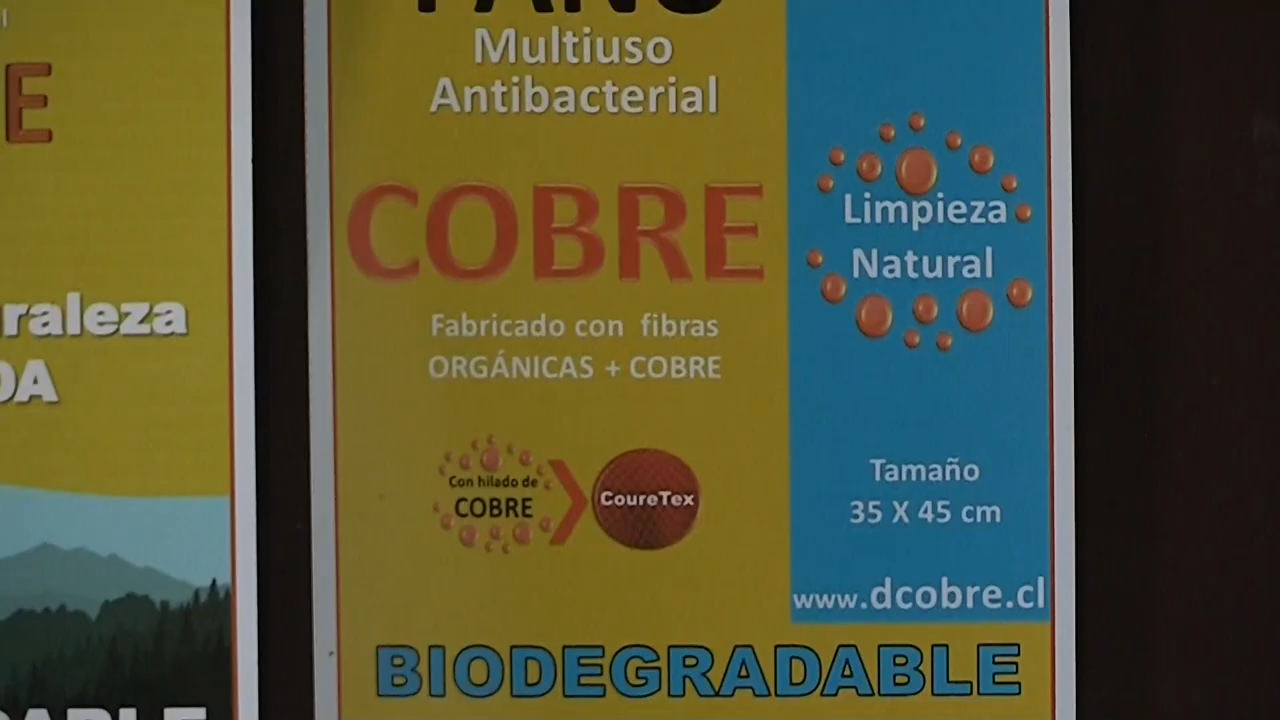 E
raleza
DA
PAÑO
Multiuso
Antibacterial
COBRE
Fabricado con fibras
ORGÁNICAS + COBRE
Con hilado de
COBRE
CoureTex
BIODEGRADABLE
Limpieza
Natural
Tamaño
35 X 45 cm
www.dcobre.cl